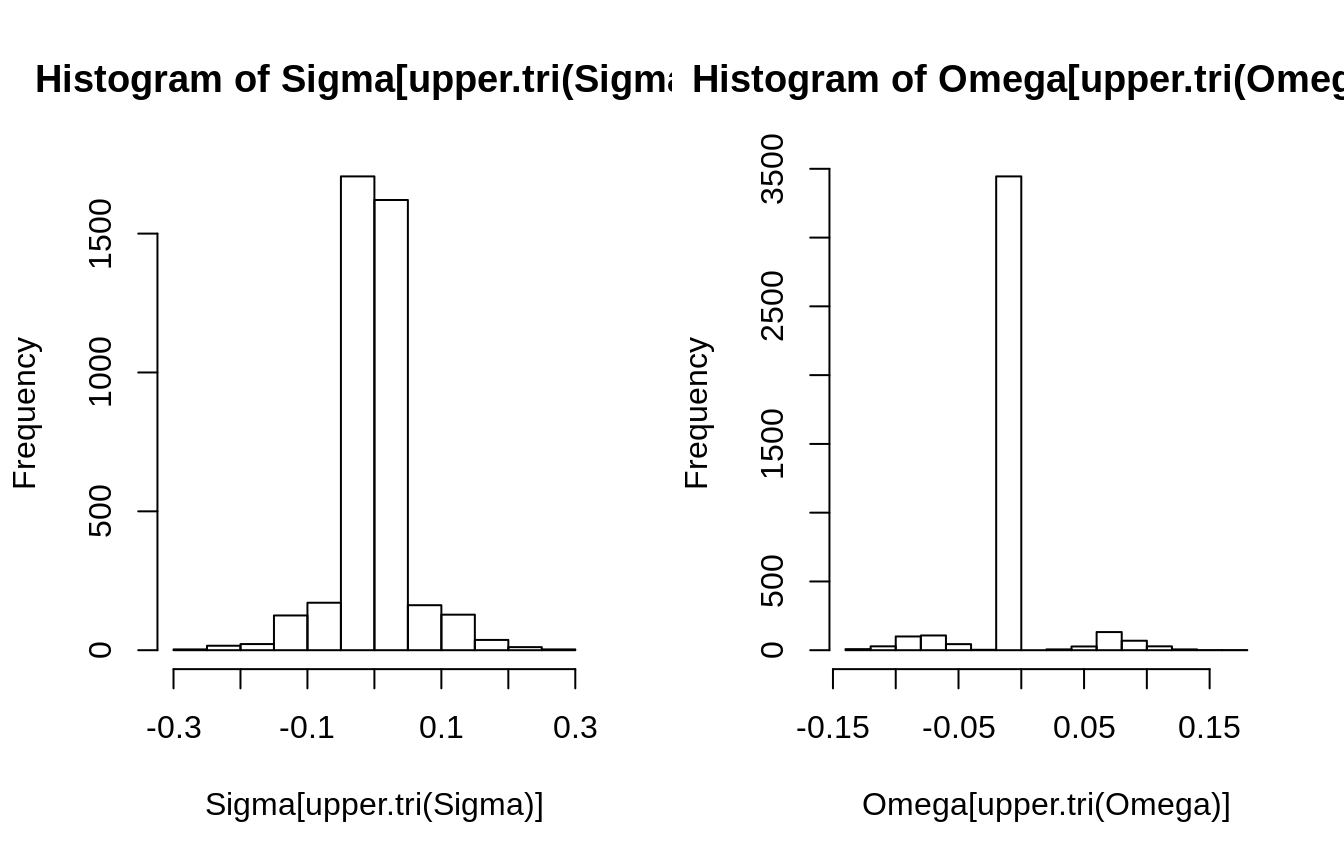 Histogram of Sigma[upper.tri(Sigma
Frequency
1500
1000
500
0
-0.3 -0.1 0.1 0.3
Sigma[upper.tri(Sigma)]
Histogram of Omega[upper.tri(Omeg
Frequency
3500
2500
1500
500
0
-0.15 -0.05 0.05 0.15
Omega[upper.tri(Omega)]